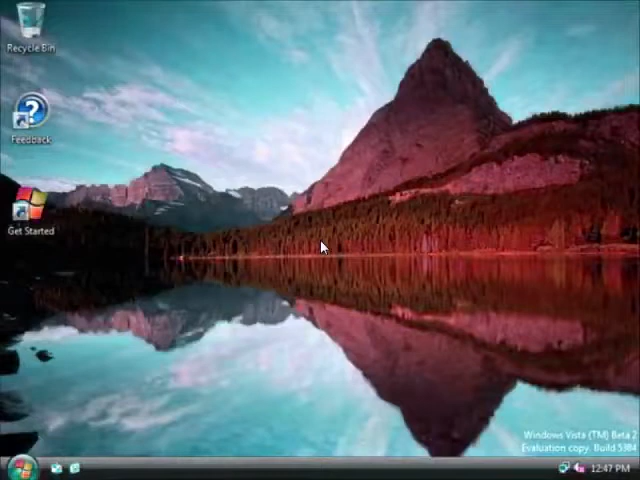 Recycle Bin
Feedback
Get Started
Windows Vista (TM) Beta 2
Evaluation copy. Build 5384
12:47 PM